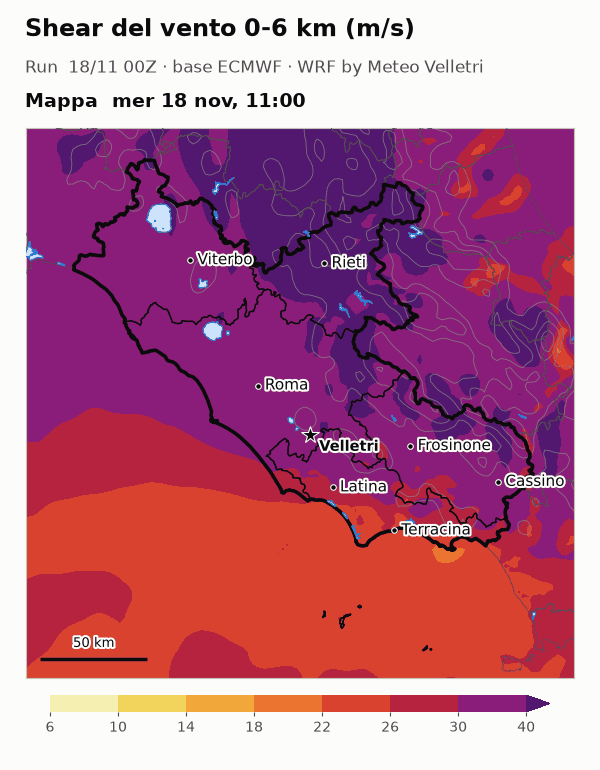 Shear del vento 0-6 km (m/s)
Run 18/11 00Z · base ECMWF · WRF by Meteo Velletri
Mappa mer 18 nov, 11:00
Viterbo
Rieti
Roma
Velletri
Frosinone
Latina
Cassino
Terracina
50 km
6 10 14 18 22 26 30 40